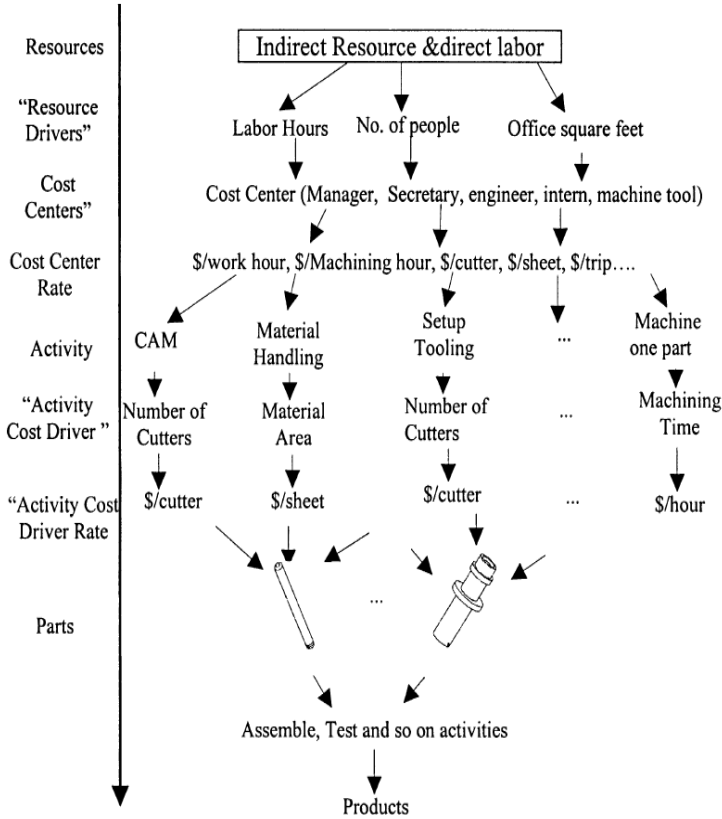 Resources
Indirect Resource &direct labor
“Resource
Drivers”
Labor Hours
No. of people
Office square feet
Cost
Centers”
Cost Center (Manager, Secretary, engineer, intern, machine tool)
Cost Center
Rate
$/work hour, $/Machining hour, $/cutter, $/sheet, $/trip….
Activity
CAM
Material
Handling
Setup
Tooling
...
Machine
one part
“Activity
Cost Driver ”
Number of
Cutters
Material
Area
Number of
Cutters
...
Machining
Time
“Activity Cost
Driver Rate
$/cutter
$/sheet
$/cutter
...
$/hour
Parts
...
Assemble, Test and so on activities
Products